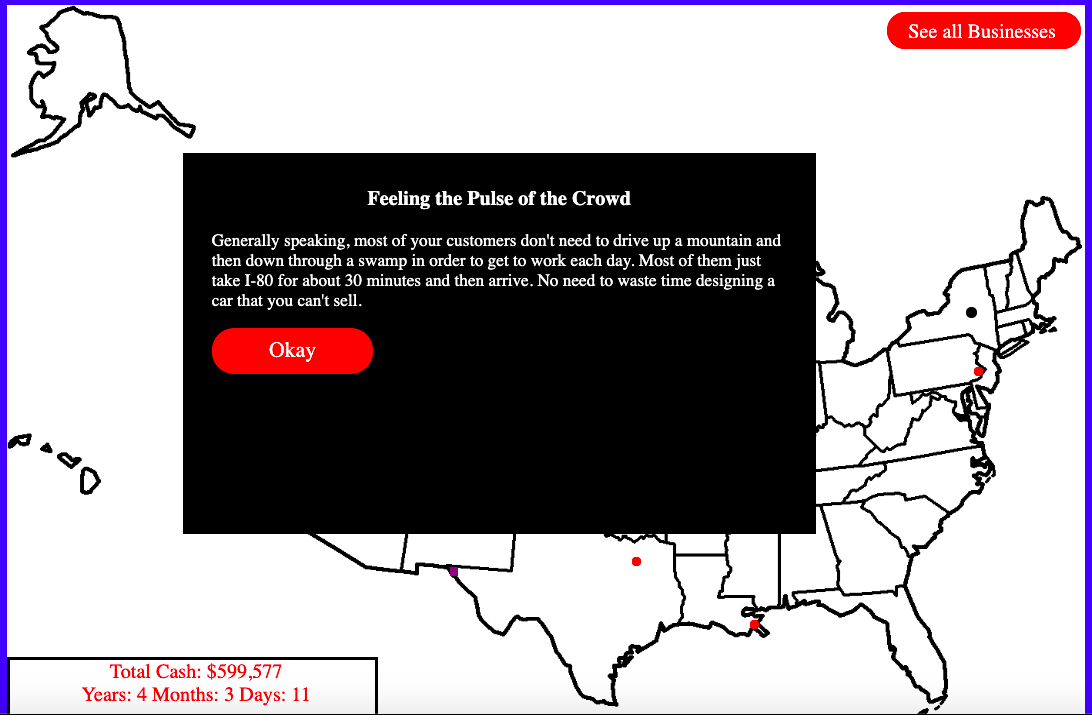 See all Businesses
Feeling the Pulse of the Crowd
Generally speaking, most of your customers don't need to drive up a mountain and
then down through a swamp in order to get to work each day. Most of them just
take I-80 for about 30 minutes and then arrive. No need to waste time designing a
car that you can't sell.
Okay
Total Cash: $599,577
Years: 4 Months: 3 Days: 11